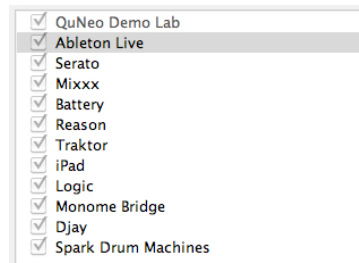 QuNeo Demo Lab
Ableton Live
Serato
Mixxx
Battery
Reason
Traktor
iPad
Logic
Monome Bridge
Djay
Spark Drum Machines